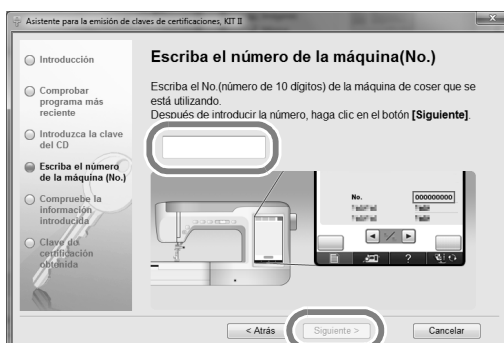 Asistente para la emisión de claves de certificaciones, KIT II
Introducción
Comprobar
programa más
reciente
Introduzca la clave
del CD
Escriba el número
de la máquina (No.)
Compruebe la
información
introducida
Clave de
certificación
obtenida
Escriba el número de la máquina(No.)
Escriba el No.(número de 10 dígitos) de la máquina de coser que se
está utilizando.
Después de introducir la número, haga clic en el botón [Siguiente].
No. 000000000
?
< Atrás
Siguiente >
Cancelar